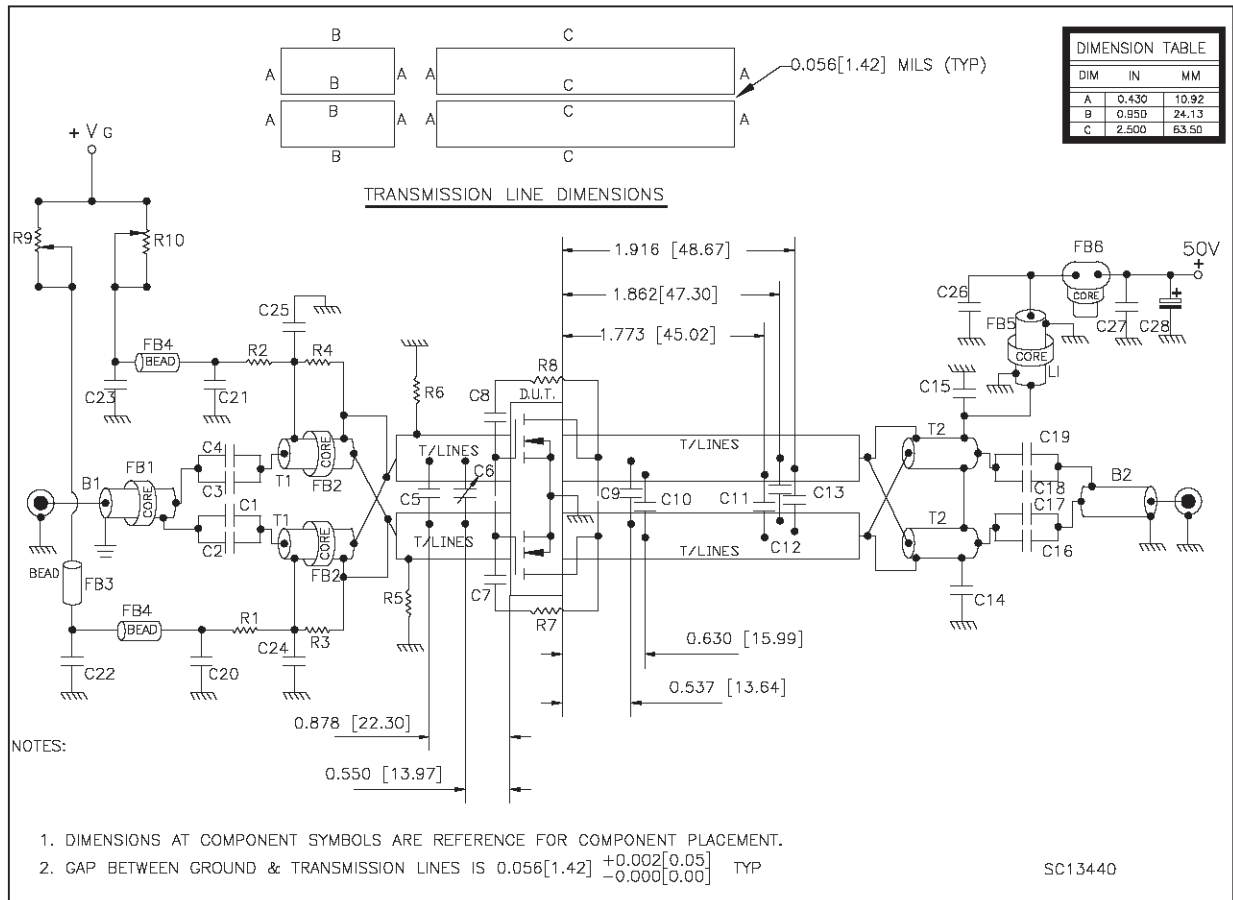 B
C
DIMENSION TABLE
DIM IN MM
A 0.430 10.92
B 0.950 24.13
C 2.500 63.50
A B A A C A
0.056[1.42] MILS (TYP)
A B A A C A
B
C
+ VG
TRANSMISSION LINE DIMENSIONS
R9
R10
1.916 [48.67]
1.862[47.30]
1.773 [45.02]
FB6
50V
+
CORE
C26
C27
C28
+
FB5
CORE
L1
C25
FB4
BEAD
R2
R4
C23
C21
R6
R8
D.U.T.
C8
C15
T/LINES
T/LINES
T2
C19
C4
C3
CORE
T1
FB2
C18
B1
FB1
CORE
C5
C6
C9
C10
C11
C13
B2
C1
C2
T1
CORE
FB2
T2
C17
C16
T/LINES
T/LINES
C12
BEAD
FB3
C7
R5
R7
C14
FB4
BEAD
R1
R3
C22
C20
C24
0.630 [15.99]
0.537 [13.64]
0.878 [22.30]
NOTES:
0.550 [13.97]
1. DIMENSIONS AT COMPONENT SYMBOLS ARE REFERENCE FOR COMPONENT PLACEMENT.
2. GAP BETWEEN GROUND & TRANSMISSION LINES IS 0.056[1.42] +0.002[0.05] -0.000[0.00] TYP
SC13440